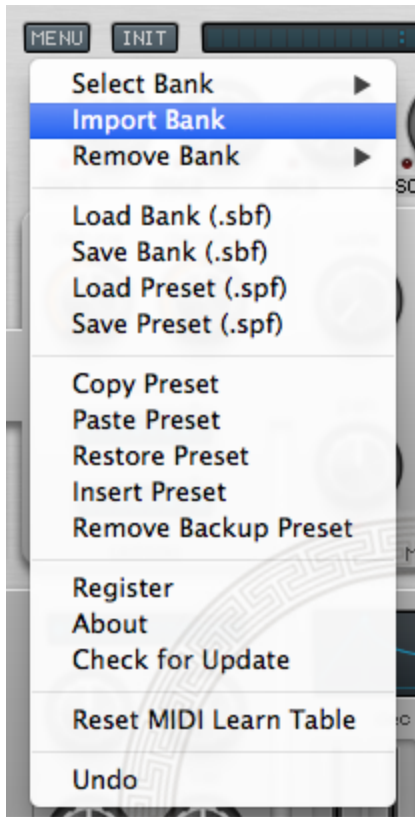 MENU INIT
Select Bank
Import Bank
Remove Bank
Load Bank (.sbf)
Save Bank (.sbf)
Load Preset (.spf)
Save Preset (.spf)
Copy Preset
Paste Preset
Restore Preset
Insert Preset
Remove Backup Preset
Register
About
Check for Update
Reset MIDI Learn Table
Undo